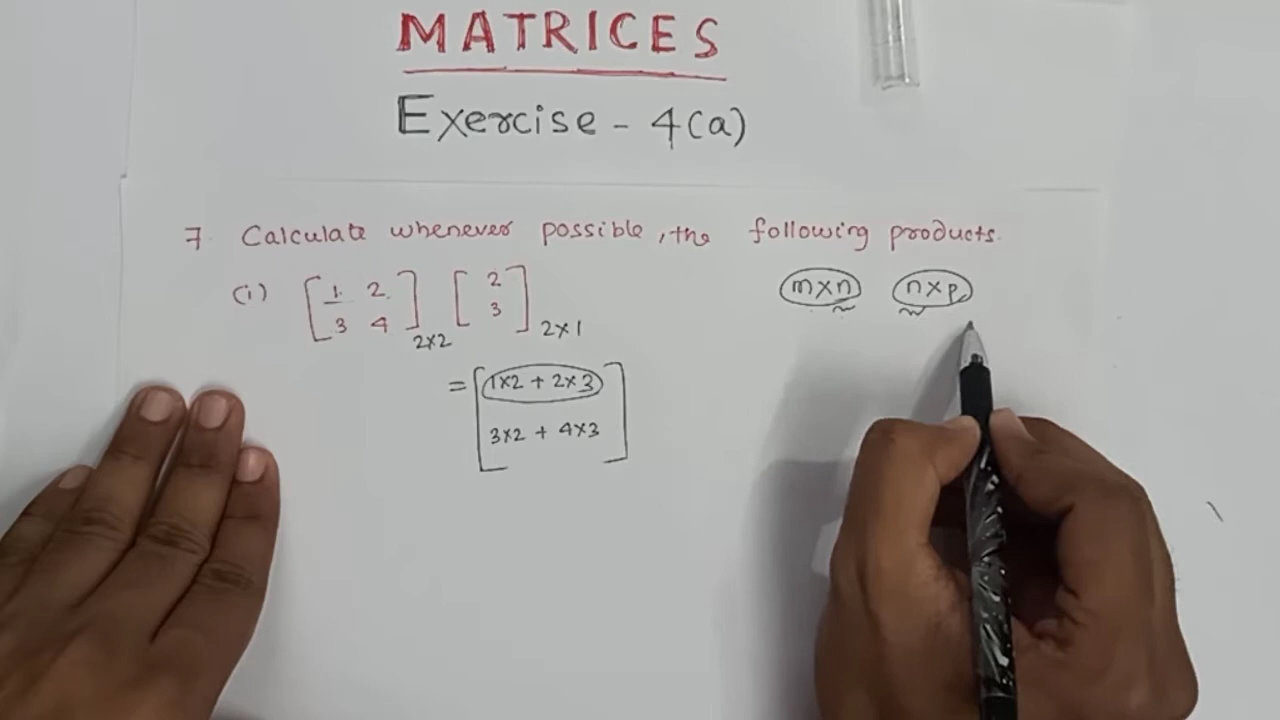 MATRICES
Exercise - 4(a)
7. Calculate whenever possible, the following products.
(i) [1 2 [2 m×n n×p
3 4]2×2 3]2×1
= [1×2 + 2×3
3×2 + 4×3]